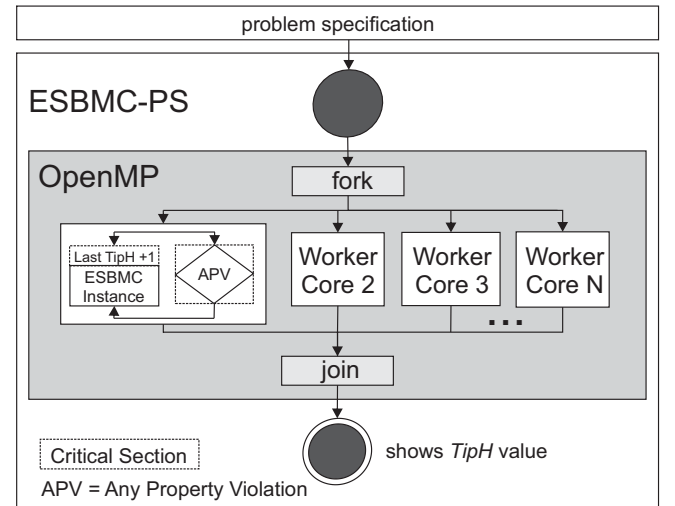 problem specification
ESBMC-PS
OpenMP
fork
Last TipH +1
ESBMC
Instance
APV
Worker
Core 2
Worker
Core 3
Worker
Core N
...
join
shows TipH value
Critical Section
APV = Any Property Violation